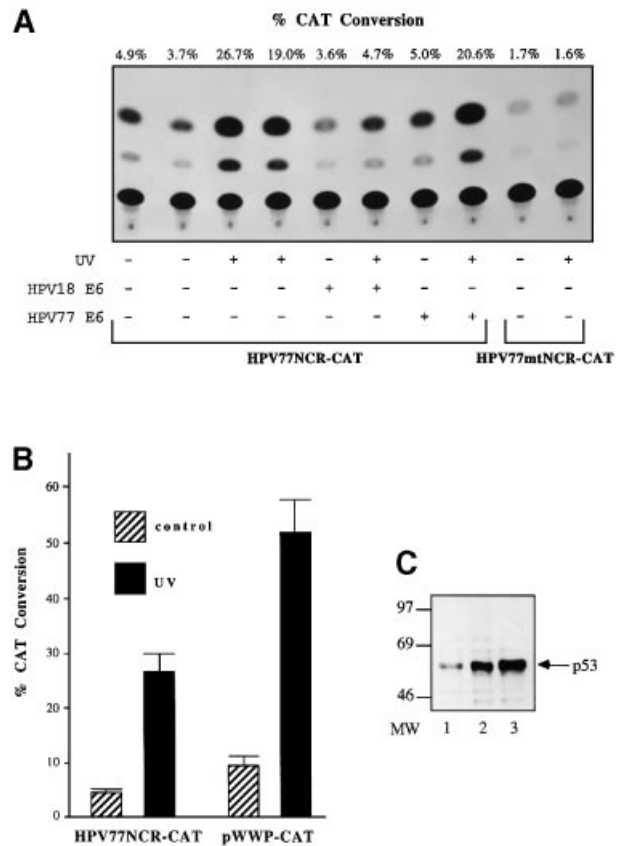 A
% CAT Conversion
4.9% 3.7% 26.7% 19.0% 3.6% 4.7% 5.0% 20.6% 1.7% 1.6%
UV - - + + - + - + - +
HPV18 E6 - - - - + + - - - -
HPV77 E6 - - - - - - + + - -
HPV77NCR-CAT HPV77mtNCR-CAT
B
% CAT Conversion
60
50
40
30
20
10
0
control
UV
HPV77NCR-CAT pWWP-CAT
C
97
69
46
p53
MW 1 2 3